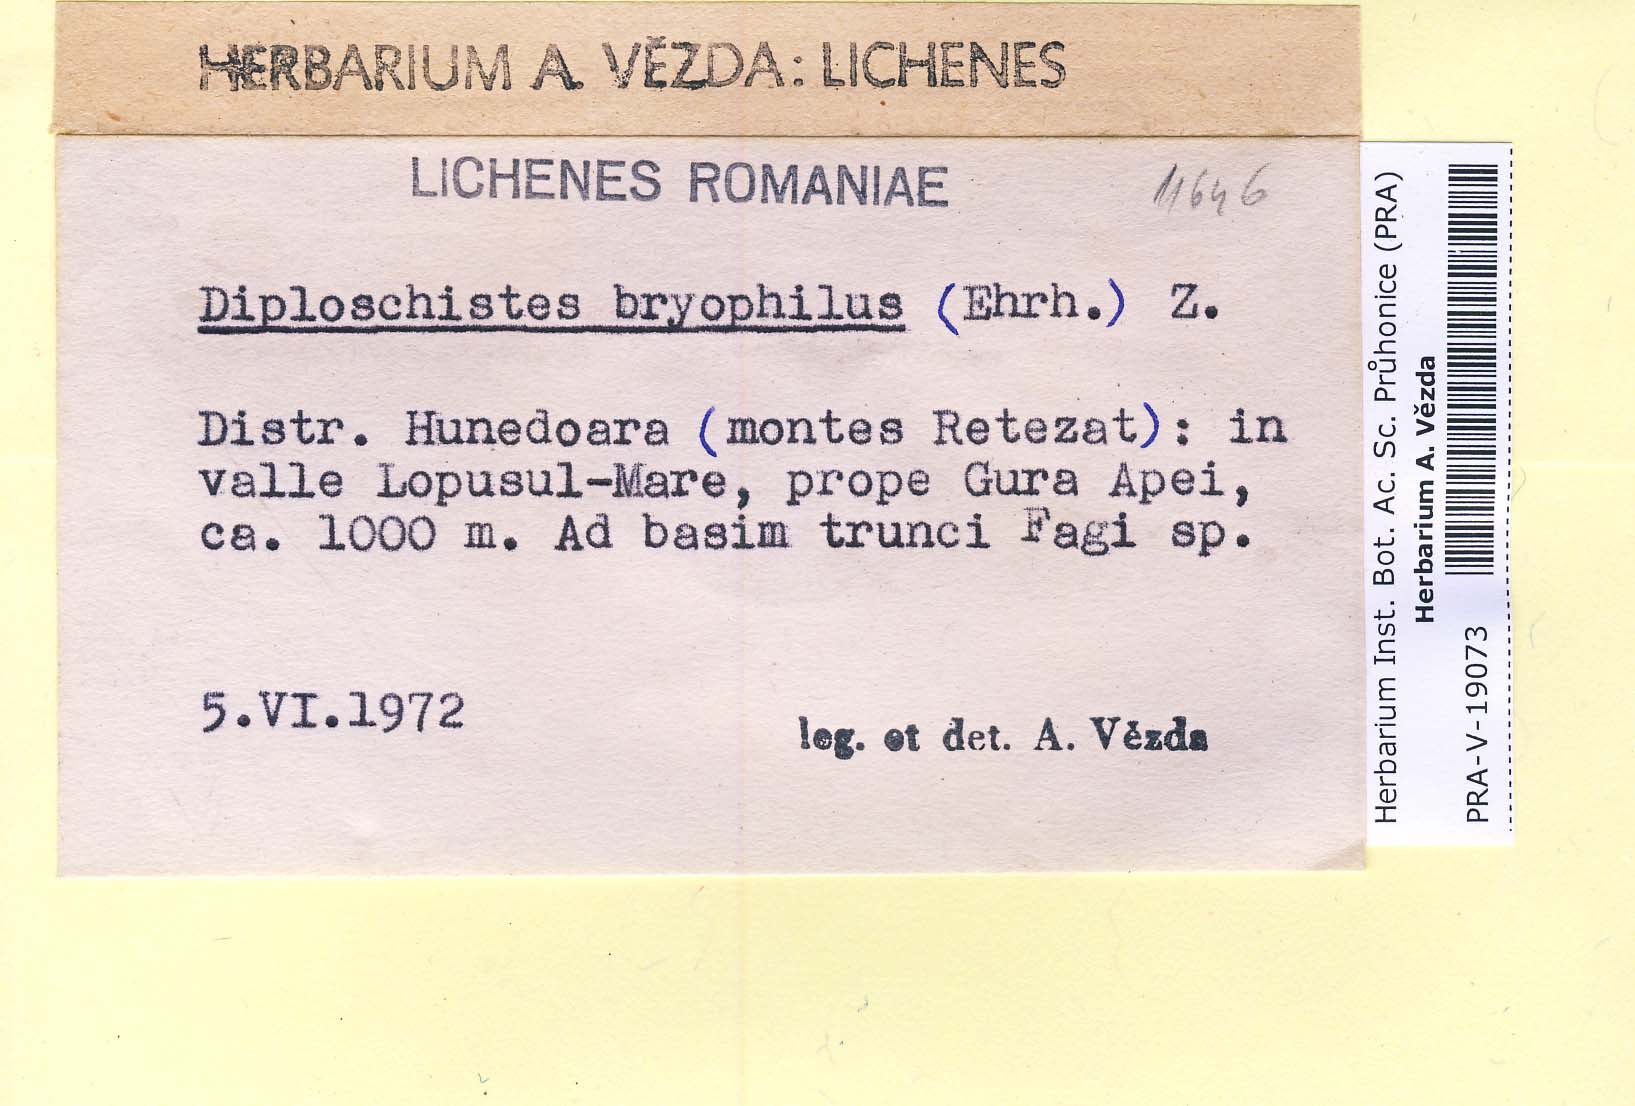 HERBARIUM A. VĚZDA: LICHENES
LICHENES ROMANIAE
11646
Diploschistes bryophilus (Ehrh.) Z.
Distr. Hunedoara (montes Retezat): in
valle Lopusul-Mare, prope Gura Apei,
ca. 1000 m. Ad basim trunci Fagi sp.
5.VI.1972
leg. et det. A. Vězda
Herbarium Inst. Bot. Ac. Sc. Průhonice (PRA)
Herbarium A. Vězda
PRA-V-19073